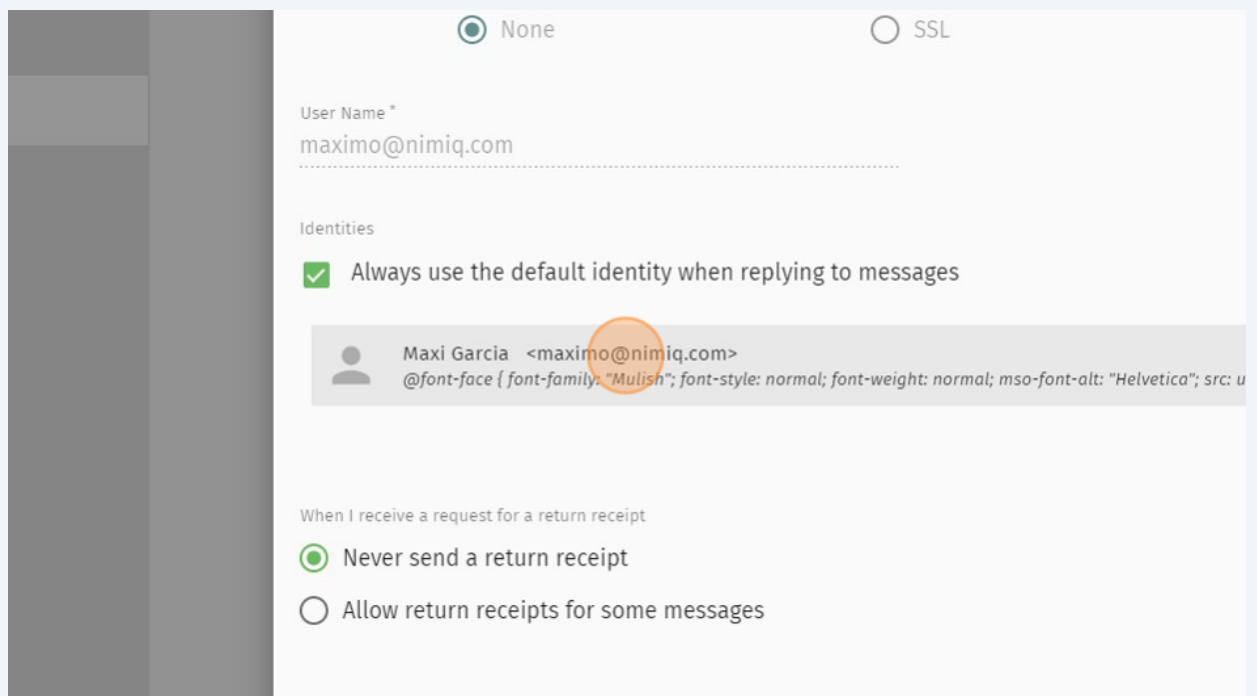 None SSL
User Name *
maximo@nimiq.com
Identities
Always use the default identity when replying to messages
Maxi Garcia <maximo@nimiq.com>
@font-face { font-family: "Mulish"; font-style: normal; font-weight: normal; mso-font-alt: "Helvetica"; src: u
When I receive a request for a return receipt
Never send a return receipt
Allow return receipts for some messages